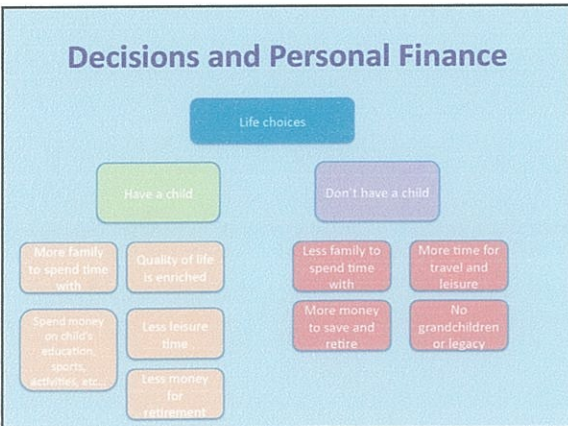 Decisions and Personal Finance
Life choices
Have a child
Don't have a child
More family
to spend time
with
Quality of life
is enriched
Less family to
spend time
with
More time for
travel and
leisure
Spend money
on child's
education,
sports,
activities, etc...
Less leisure
time
More money
to save and
retire
No
grandchildren
or legacy
Less money
for
retirement